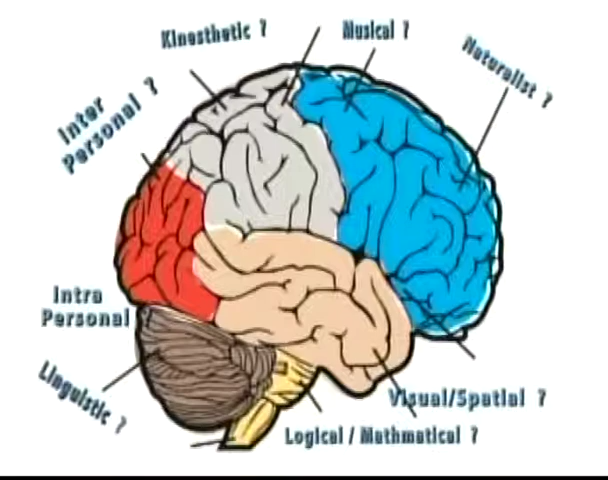 Kinesthetic ?
Musical ?
Naturalist ?
Inter
Personal ?
Intra
Personal
Linguistic ?
Visual/Spatial ?
Logical / Mathmatical ?